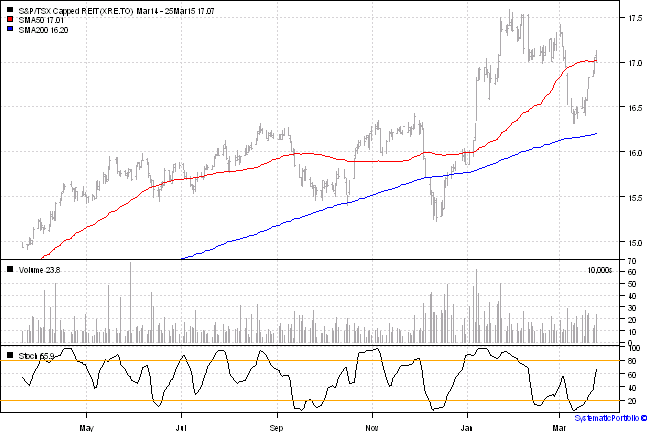 S&P/TSX Capped REIT(XRE.TO) Mar14 - 25Mar15 17.07
SMA50 17.01
SMA200 16.20
17.5
17.0
16.5
16.0
15.5
15.0
Volume 23.8
10,000s
70
60
50
40
30
20
10
0
Stoch 65.9
100
80
60
40
20
May
Jul
Sep
Nov
Jan
Mar
SystematicPortfolio ©